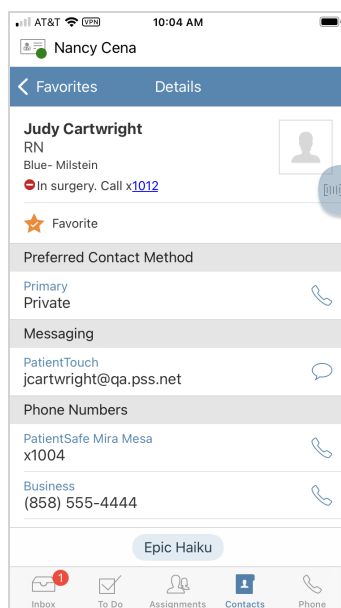 AT&T VPN 10:04 AM
Nancy Cena
Favorites Details
Judy Cartwright
RN
Blue- Milstein
In surgery. Call x1012
Favorite
Preferred Contact Method
Primary
Private
Messaging
PatientTouch
jcartwright@qa.pss.net
Phone Numbers
PatientSafe Mira Mesa
x1004
Business
(858) 555-4444
Epic Haiku
1
Inbox To Do Assignments Contacts Phone